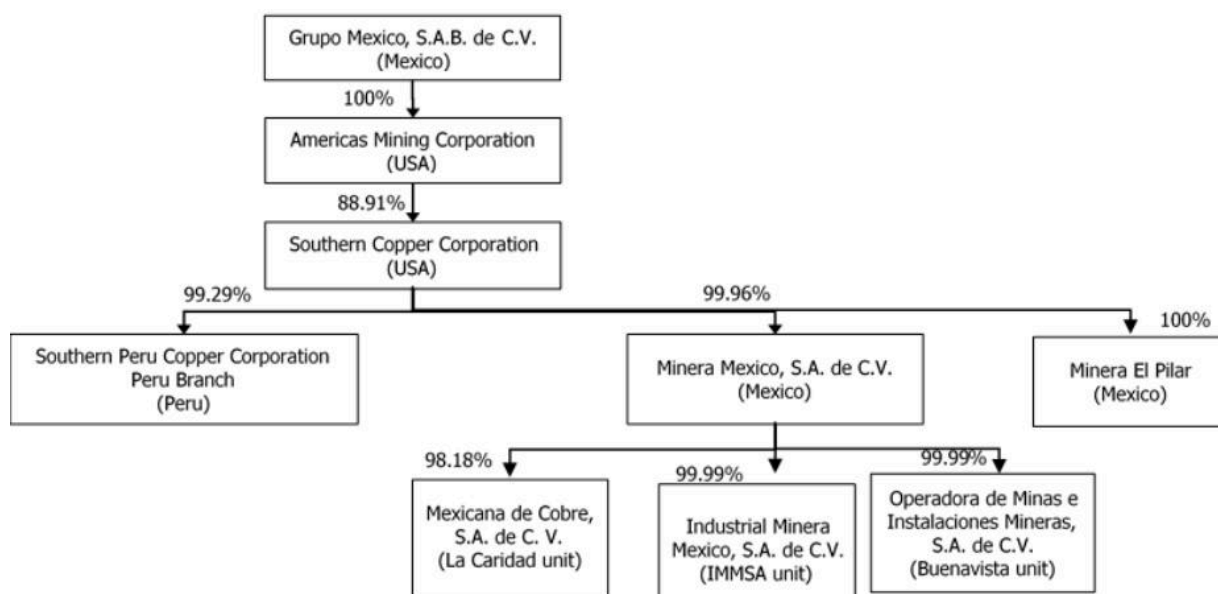 Grupo Mexico, S.A.B. de C.V.
(Mexico)
100%
Americas Mining Corporation
(USA)
88.91%
Southern Copper Corporation
(USA)
99.29%
99.96%
100%
Southern Peru Copper Corporation
Peru Branch
(Peru)
Minera Mexico, S.A. de C.V.
(Mexico)
Minera El Pilar
(Mexico)
98.18%
99.99%
99.99%
Mexicana de Cobre,
S.A. de C. V.
(La Caridad unit)
Industrial Minera
Mexico, S.A. de C.V.
(IMMSA unit)
Operadora de Minas e
Instalaciones Mineras,
S.A. de C.V.
(Buenavista unit)